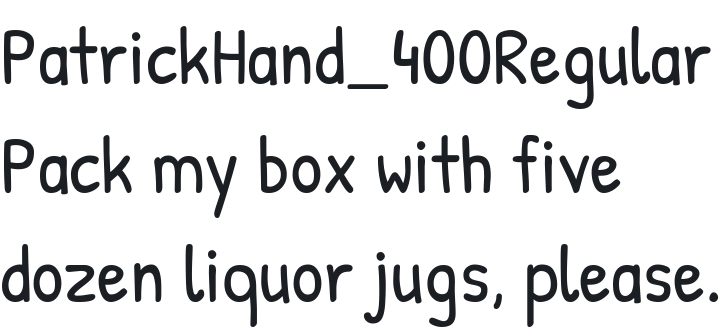 PatrickHand_400Regular
Pack my box with five
dozen liquor jugs, please.